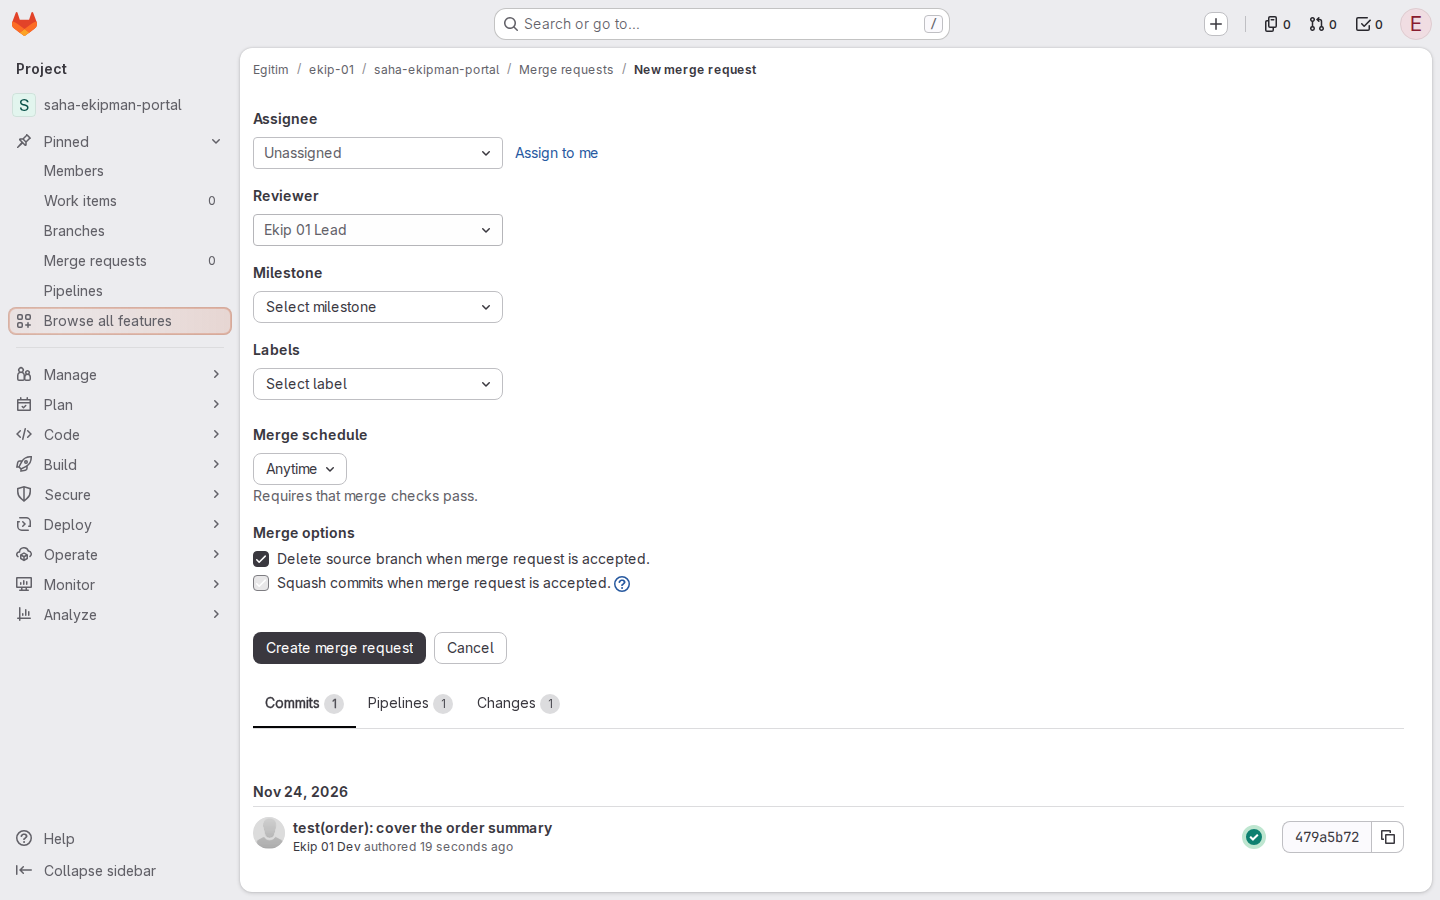 Search or go to...
/
0
0
0
E
Project
S
saha-ekipman-portal
Pinned
Members
Work items 0
Branches
Merge requests 0
Pipelines
Browse all features
Manage
Plan
Code
Build
Secure
Deploy
Operate
Monitor
Analyze
Help
Collapse sidebar
Egitim / ekip-01 / saha-ekipman-portal / Merge requests / New merge request
Assignee
Unassigned
Assign to me
Reviewer
Ekip 01 Lead
Milestone
Select milestone
Labels
Select label
Merge schedule
Anytime
Requires that merge checks pass.
Merge options
Delete source branch when merge request is accepted.
Squash commits when merge request is accepted.
Create merge request
Cancel
Commits 1
Pipelines 1
Changes 1
Nov 24, 2026
test(order): cover the order summary
Ekip 01 Dev authored 19 seconds ago
479a5b72